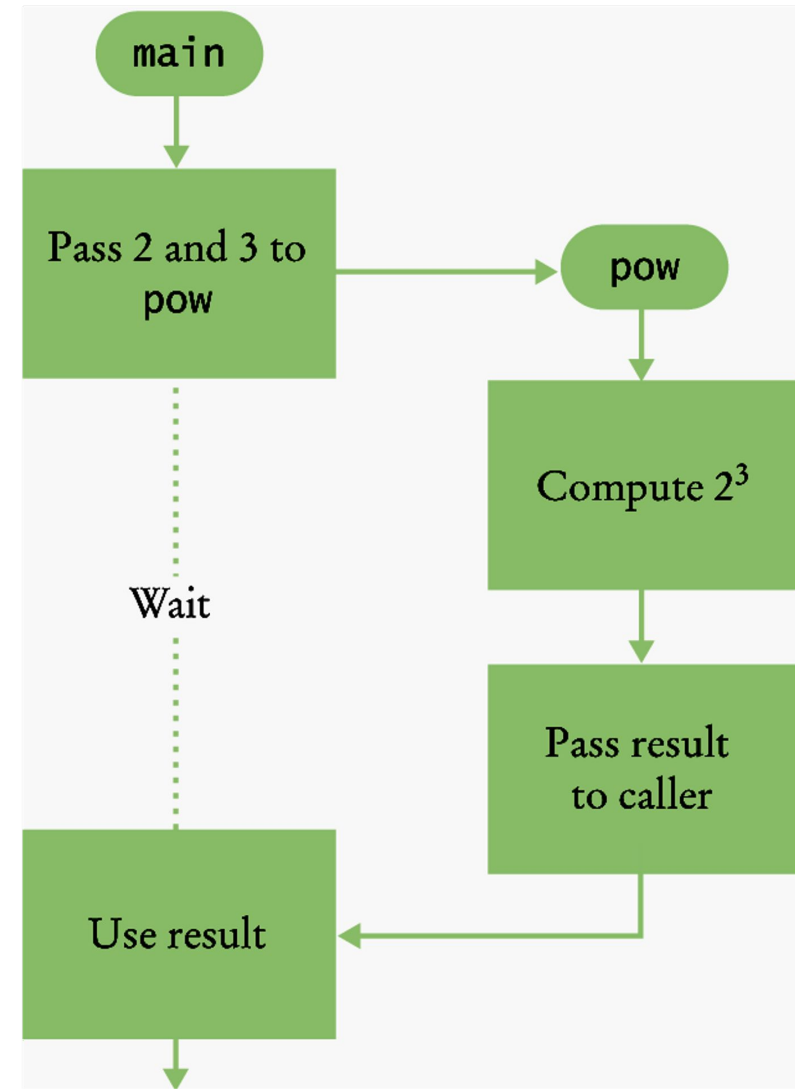 main
Pass 2 and 3 to
pow
pow
Compute 2³
Wait
Pass result
to caller
Use result